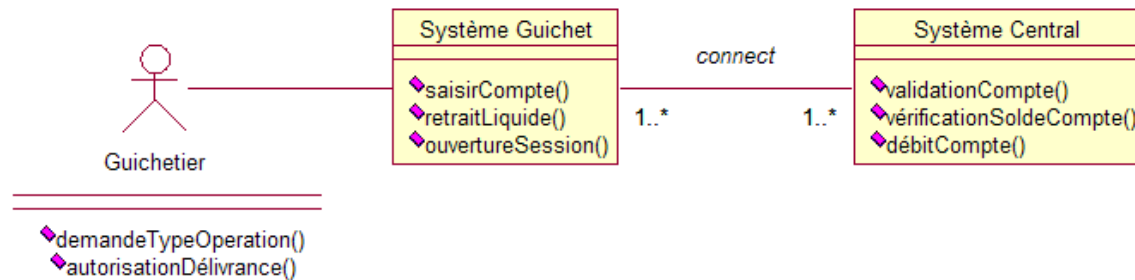 Système Guichet
saisirCompte()
retraitLiquide()
ouvertureSession()
connect
1..*
1..*
Système Central
validationCompte()
vérificationSoldeCompte()
débitCompte()
Guichetier
demandeTypeOperation()
autorisationDélivrance()